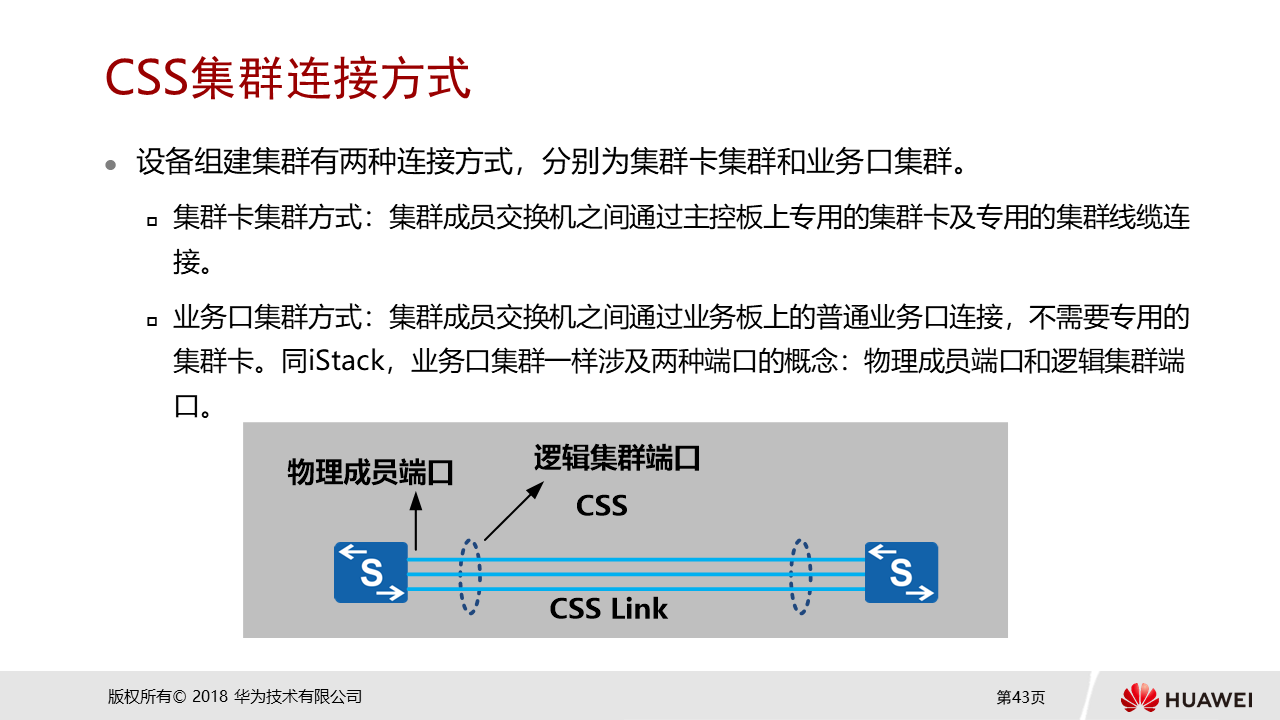 CSS集群连接方式
设备组建集群有两种连接方式，分别为集群卡集群和业务口集群。
集群卡集群方式：集群成员交换机之间通过主控板上专用的集群卡及专用的集群线缆连
接。
业务口集群方式：集群成员交换机之间通过业务板上的普通业务口连接，不需要专用的
集群卡。同iStack，业务口集群一样涉及两种端口的概念：物理成员端口和逻辑集群端
口。
物理成员端口
逻辑集群端口
CSS
S
S
CSS Link
版权所有© 2018 华为技术有限公司
第43页
HUAWEI